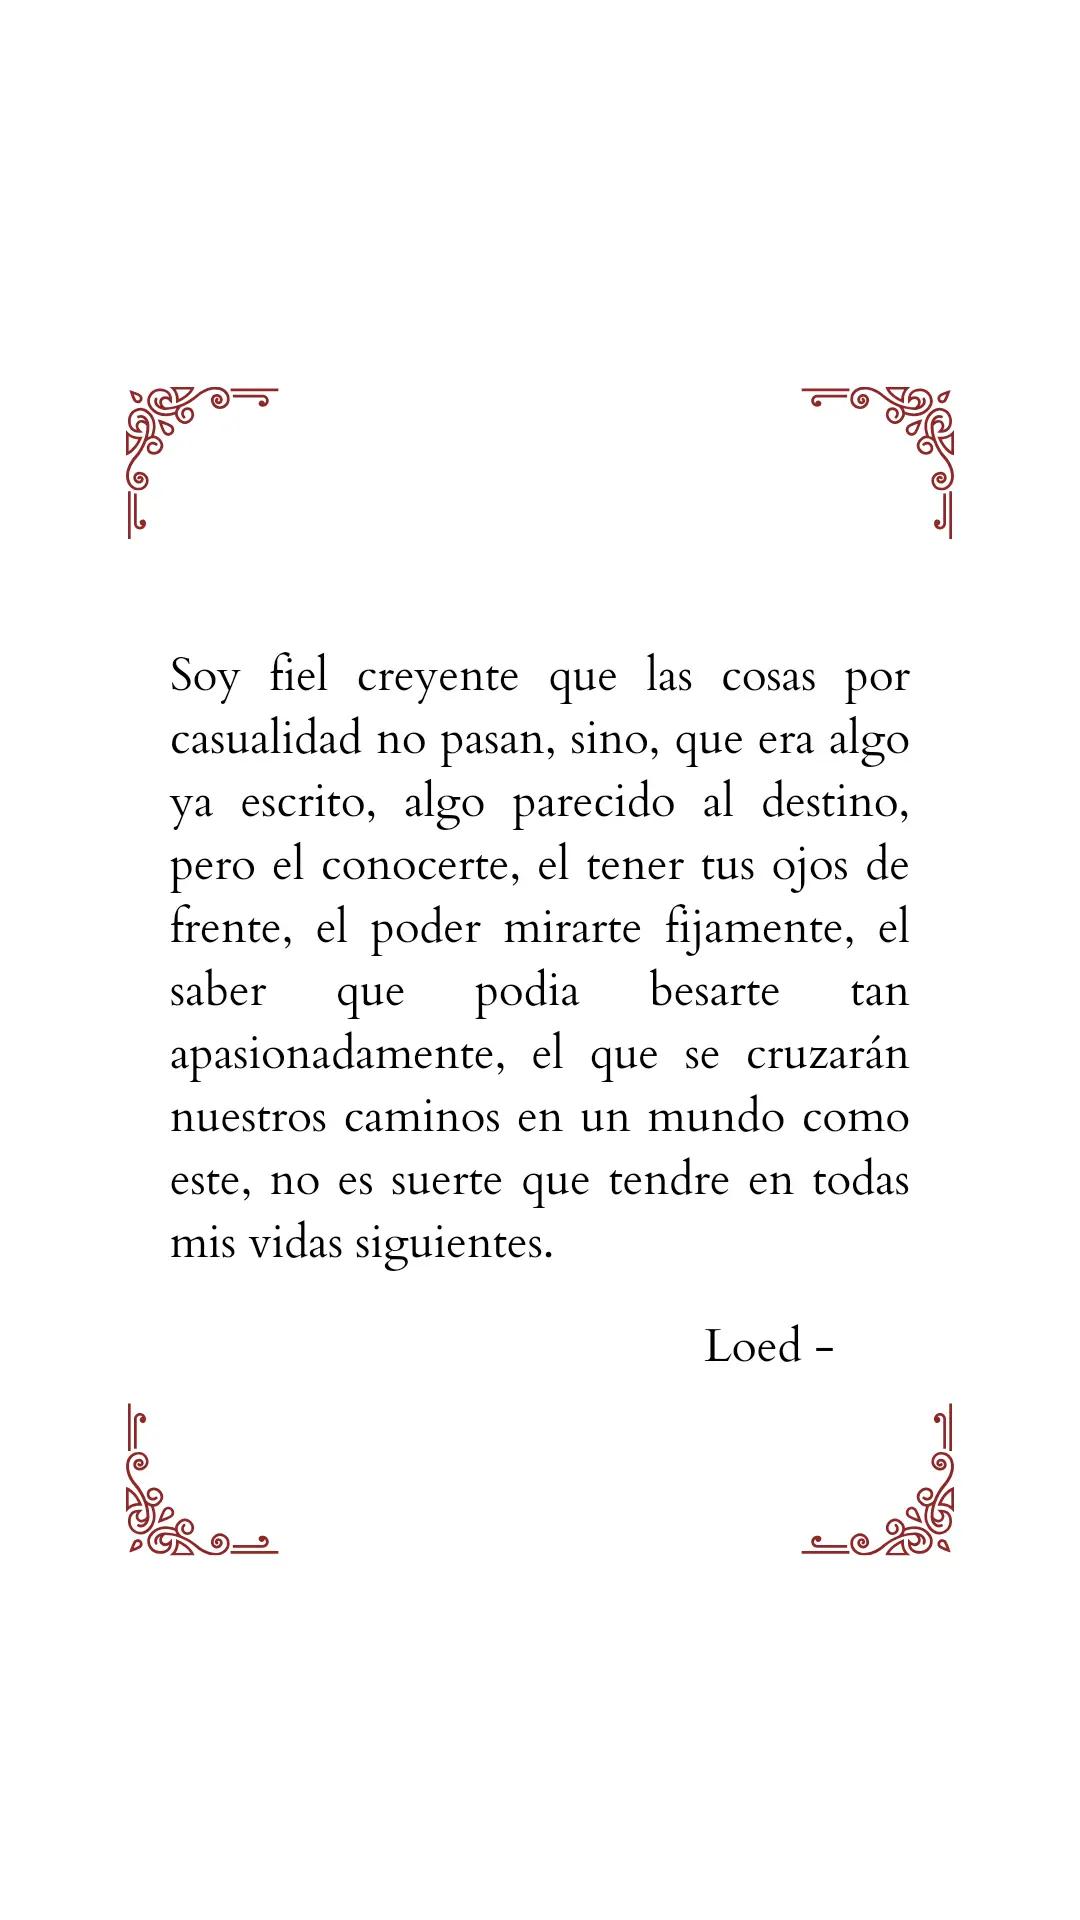 Soy fiel creyente que las cosas por
casualidad no pasan, sino, que era algo
ya escrito, algo parecido al destino,
pero el conocerte, el tener tus ojos de
frente, el poder mirarte fijamente, el
saber que podia besarte tan
apasionadamente, el que se cruzarán
nuestros caminos en un mundo como
este, no es suerte que tendre en todas
mis vidas siguientes.
Loed -